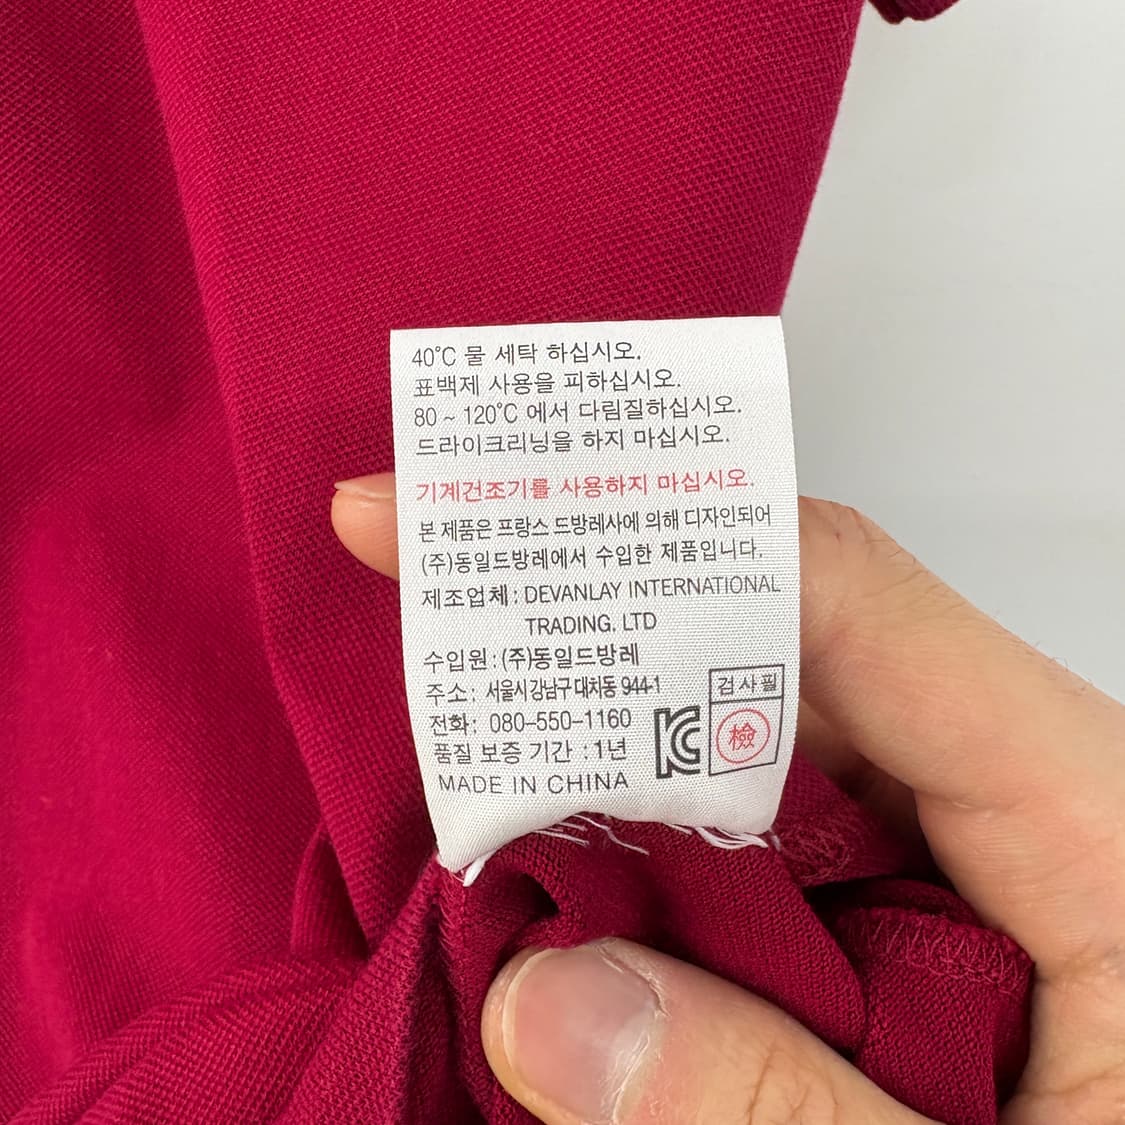 40°C 물 세탁 하십시오.
표백제 사용을 피하십시오.
80 ~ 120°C 에서 다림질하십시오.
드라이크리닝을 하지 마십시오.
기계건조기를 사용하지 마십시오.
본 제품은 프랑스 드방레사에 의해 디자인되어
(주)동일드방레에서 수입한 제품입니다.
제조업체: DEVANLAY INTERNATIONAL
TRADING. LTD
수입원: (주)동일드방레
주소: 서울시 강남구 대치동 944-1
전화: 080-550-1160
품질 보증 기간 : 1년
MADE IN CHINA
KC
검사필
檢